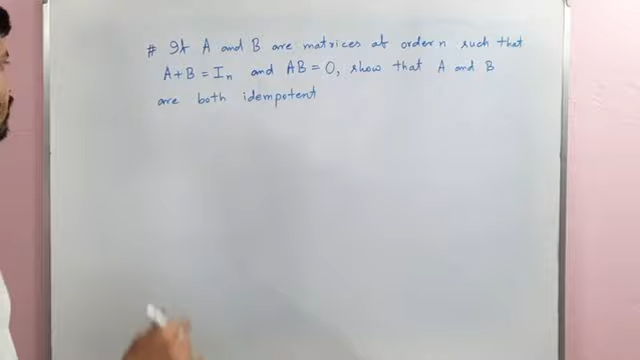 # If A and B are matrices of order n such that
A+B = Iₙ and AB = 0, show that A and B
are both idempotent